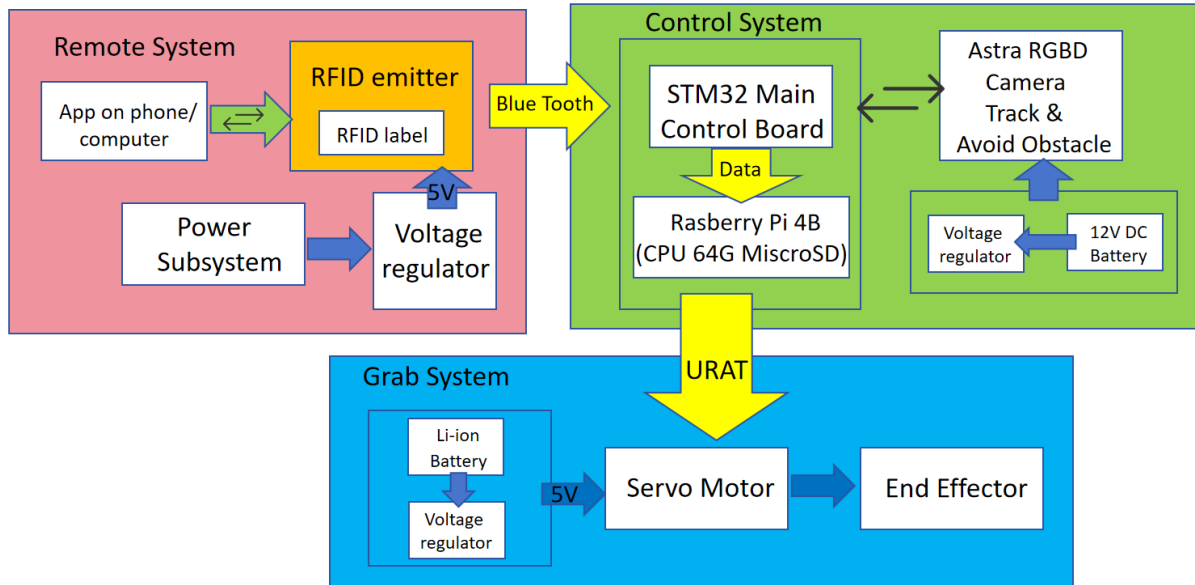 Remote System
RFID emitter
RFID label
App on phone/
computer
5V
Power
Subsystem
Voltage
regulator
Blue Tooth
Control System
STM32 Main
Control Board
Data
Rasberry Pi 4B
(CPU 64G MiscroSD)
Astra RGBD
Camera
Track &
Avoid Obstacle
Voltage
regulator
12V DC
Battery
URAT
Grab System
Li-ion
Battery
Voltage
regulator
5V
Servo Motor
End Effector